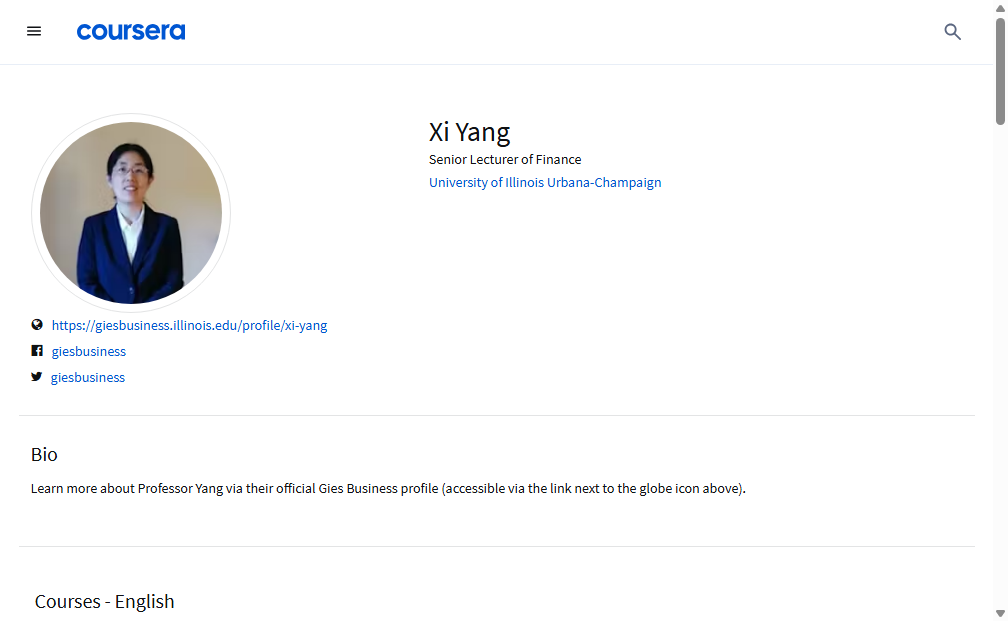 coursera
Xi Yang
Senior Lecturer of Finance
University of Illinois Urbana-Champaign
https://giesbusiness.illinois.edu/profile/xi-yang
giesbusiness
giesbusiness
Bio
Learn more about Professor Yang via their official Gies Business profile (accessible via the link next to the globe icon above).
Courses - English